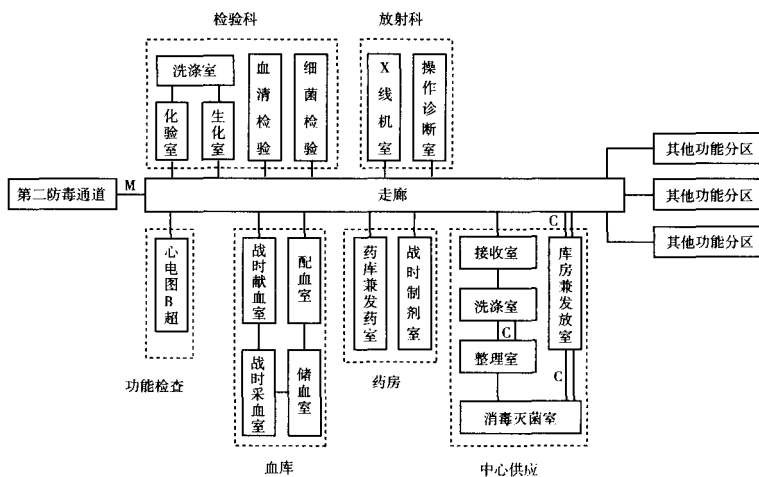 检验科
放射科
洗涤室
化验室
生化室
血清检验
细菌检验
X线机室
操作诊断室
第二防毒通道
M
走廊
其他功能分区
其他功能分区
其他功能分区
心电图B超
功能检查
战时献血室
配血室
战时采血室
储血室
血库
药库兼发药室
战时制剂室
药房
接收室
C
洗涤室
C
整理室
库房兼发放室
C
消毒灭菌室
中心供应